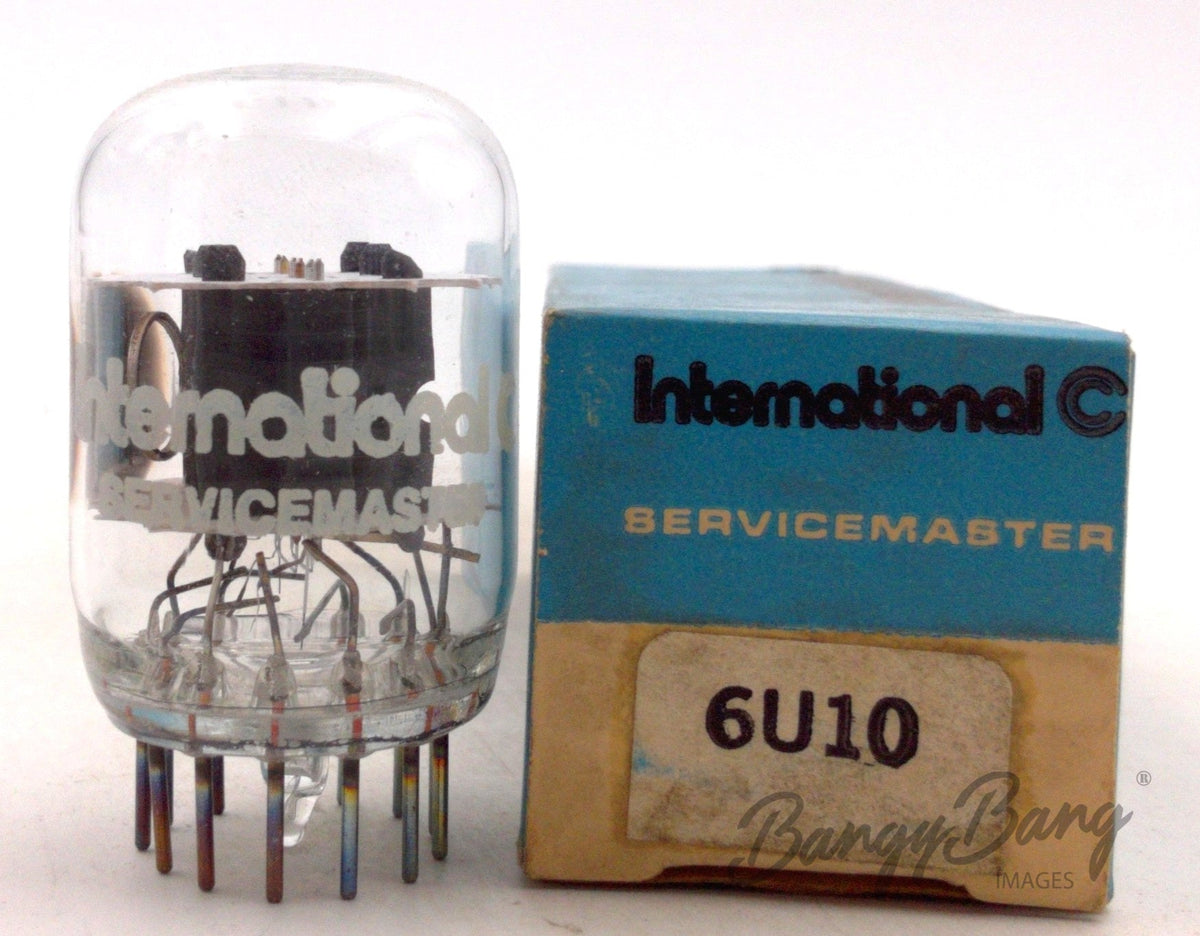 International C
SERVICEMASTER
International ©
SERVICEMASTER
6U10
BangyBang ®
IMAGES